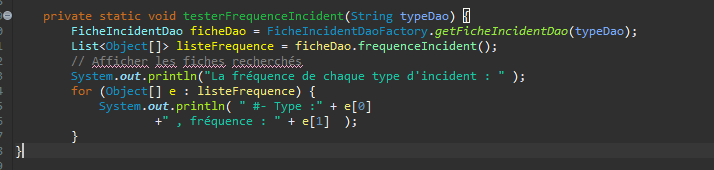 private static void testerFrequenceIncident(String typeDao) {
FicheIncidentDao ficheDao = FicheIncidentDaoFactory.getFicheIncidentDao(typeDao);
List<Object[]> listeFrequence = ficheDao.frequenceIncident();
// Afficher les fiches recherchés
System.out.println("La fréquence de chaque type d'incident : " );
for (Object[] e : listeFrequence) {
System.out.println( " #- Type :" + e[0]
+" , fréquence : " + e[1]  );
}
}